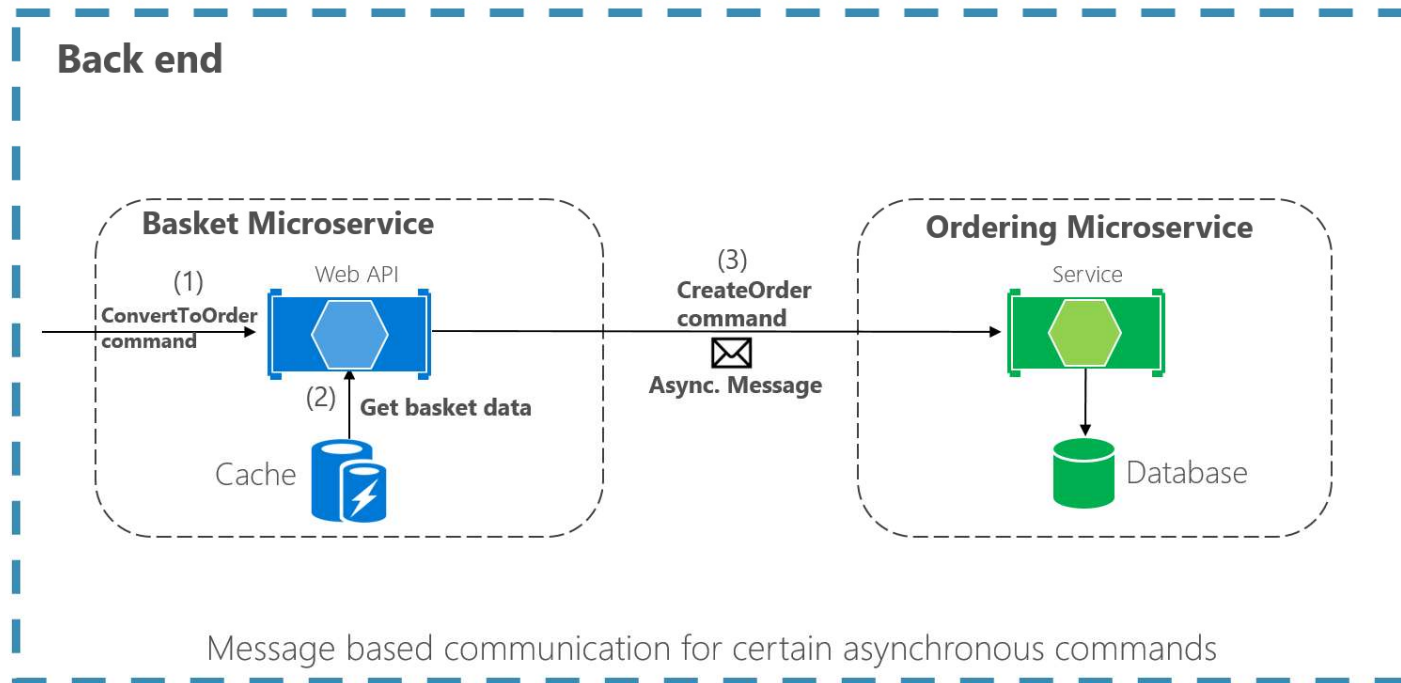 Back end
Basket Microservice
Web API
(1)
ConvertToOrder
command
(2)
Get basket data
Cache
(3)
CreateOrder
command
Async. Message
Ordering Microservice
Service
Database
Message based communication for certain asynchronous commands